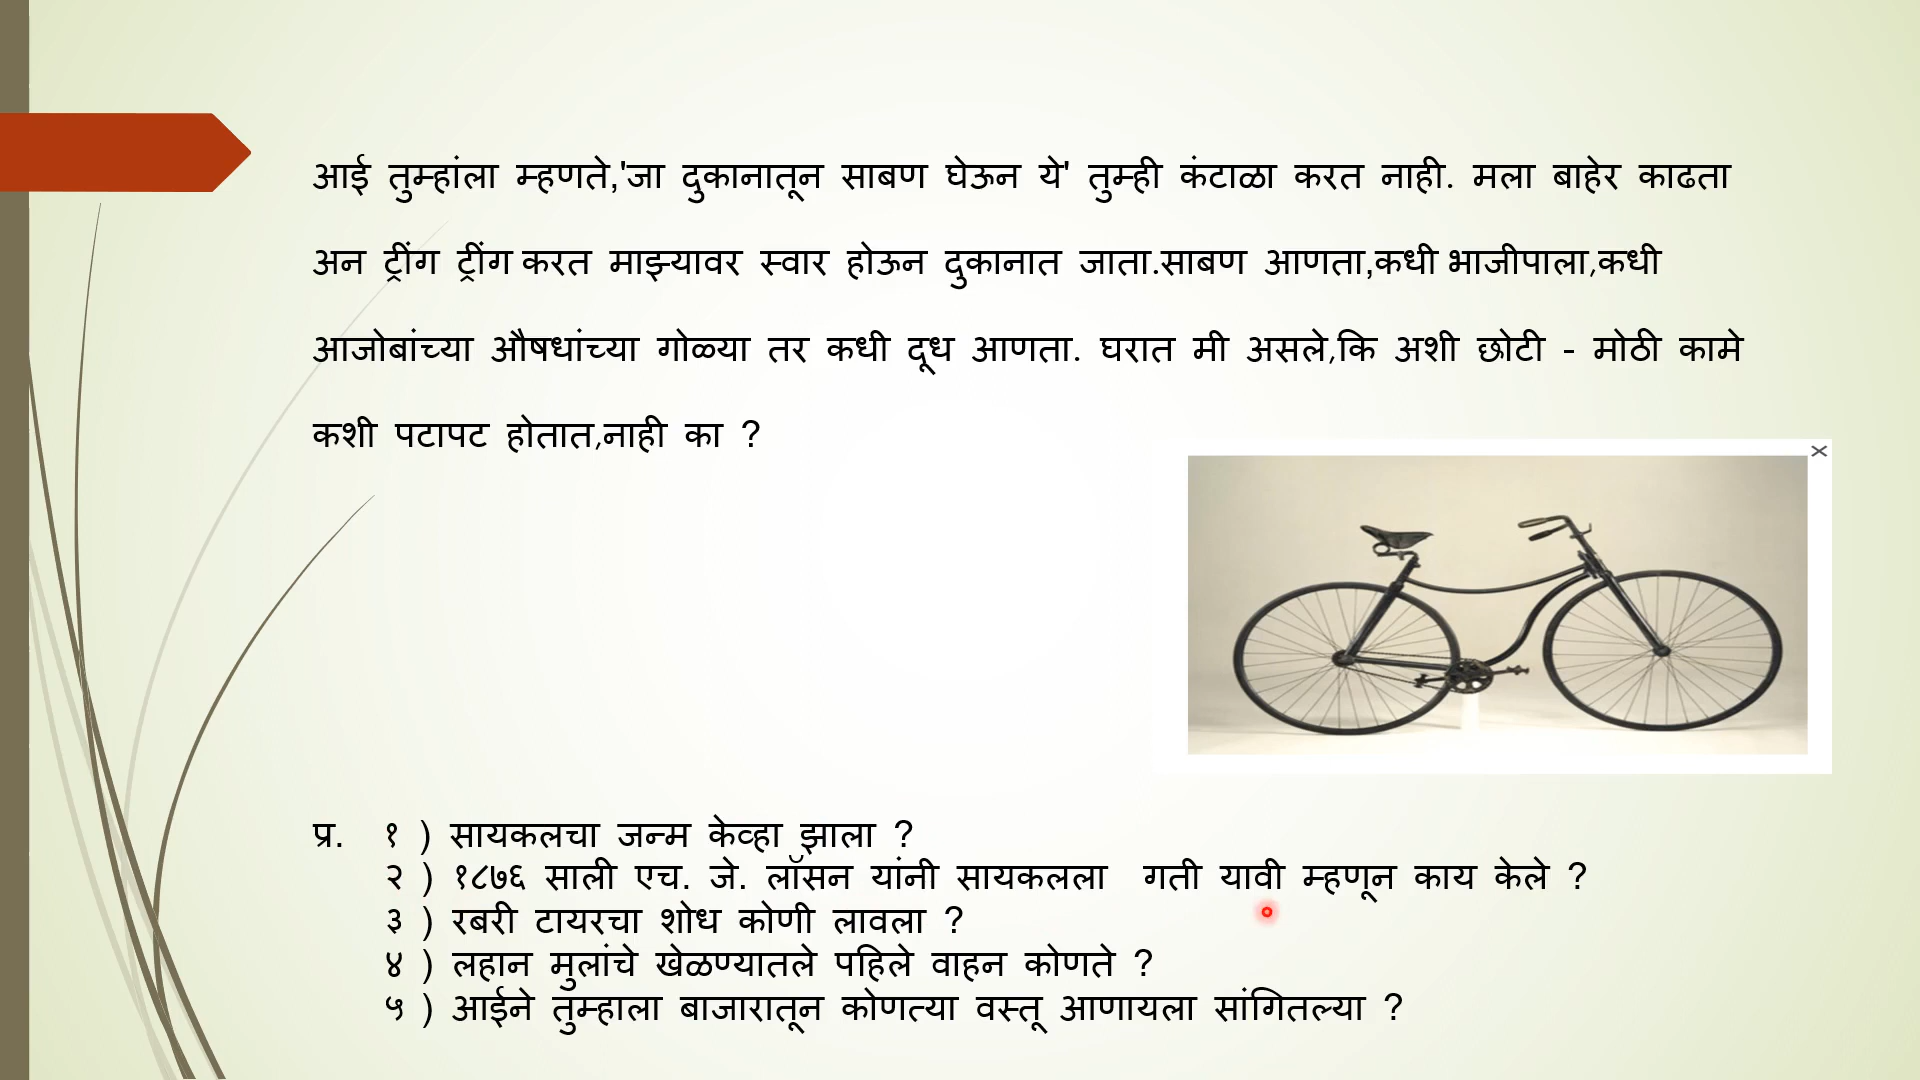 आई तुम्हांला म्हणते,'जा दुकानातून साबण घेऊन ये' तुम्ही कंटाळा करत नाही. मला बाहेर काढता
अन ट्रींग ट्रींग करत माझ्यावर स्वार होऊन दुकानात जाता.साबण आणता,कधी भाजीपाला,कधी
आजोबांच्या औषधांच्या गोळ्या तर कधी दूध आणता. घरात मी असले,कि अशी छोटी - मोठी कामे
कशी पटापट होतात,नाही का ?
प्र. १ ) सायकलचा जन्म केव्हा झाला ?
२ ) १८७६ साली एच. जे. लॉसन यांनी सायकलला गती यावी म्हणून काय केले ?
३ ) रबरी टायरचा शोध कोणी लावला ?
४ ) लहान मुलांचे खेळण्यातले पहिले वाहन कोणते ?
५ ) आईने तुम्हाला बाजारातून कोणत्या वस्तू आणायला सांगितल्या ?